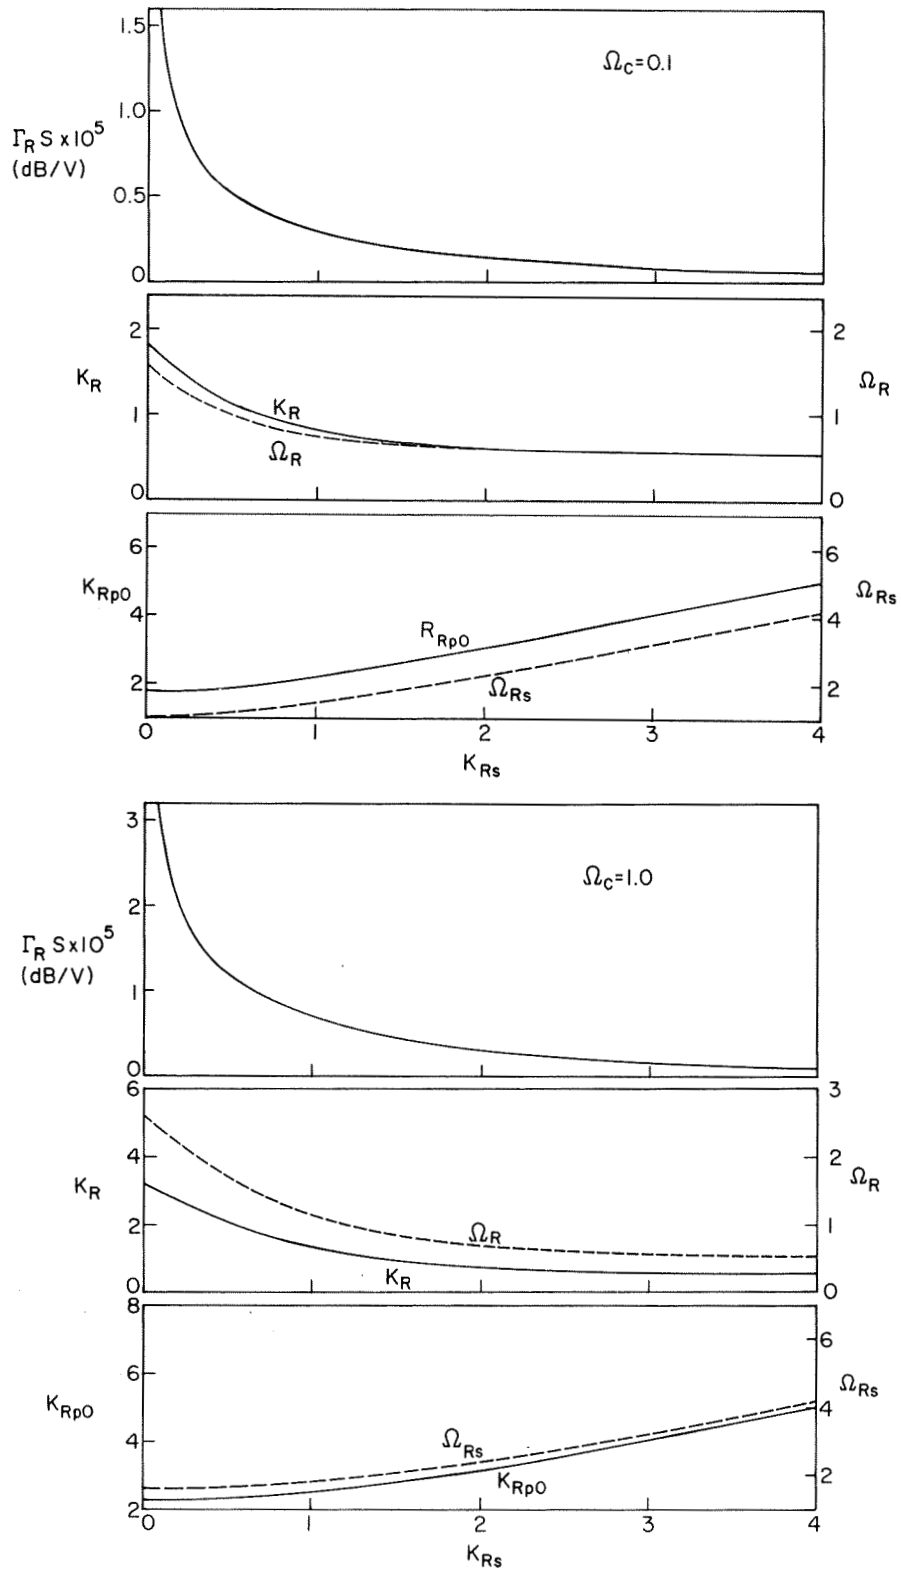 1.5
Ω_C=0.1
1.0
Γ_R S x 10^5
(dB/V)
0.5
0
2 2
K_R Ω_R
K_R
1 1
Ω_R
0 0
6 6
K_Rp0 Ω_Rs
4 4
R_Rp0
2 2
Ω_Rs
0 1 2 3 4
K_Rs
3
Ω_C=1.0
2
Γ_R S x 10^5
(dB/V)
1
0
6 3
4 2
K_R Ω_R
Ω_R
2 1
K_R
0 0
8
6 6
K_Rp0 Ω_Rs
4 4
Ω_Rs
K_Rp0
2
2
0 1 2 3 4
K_Rs